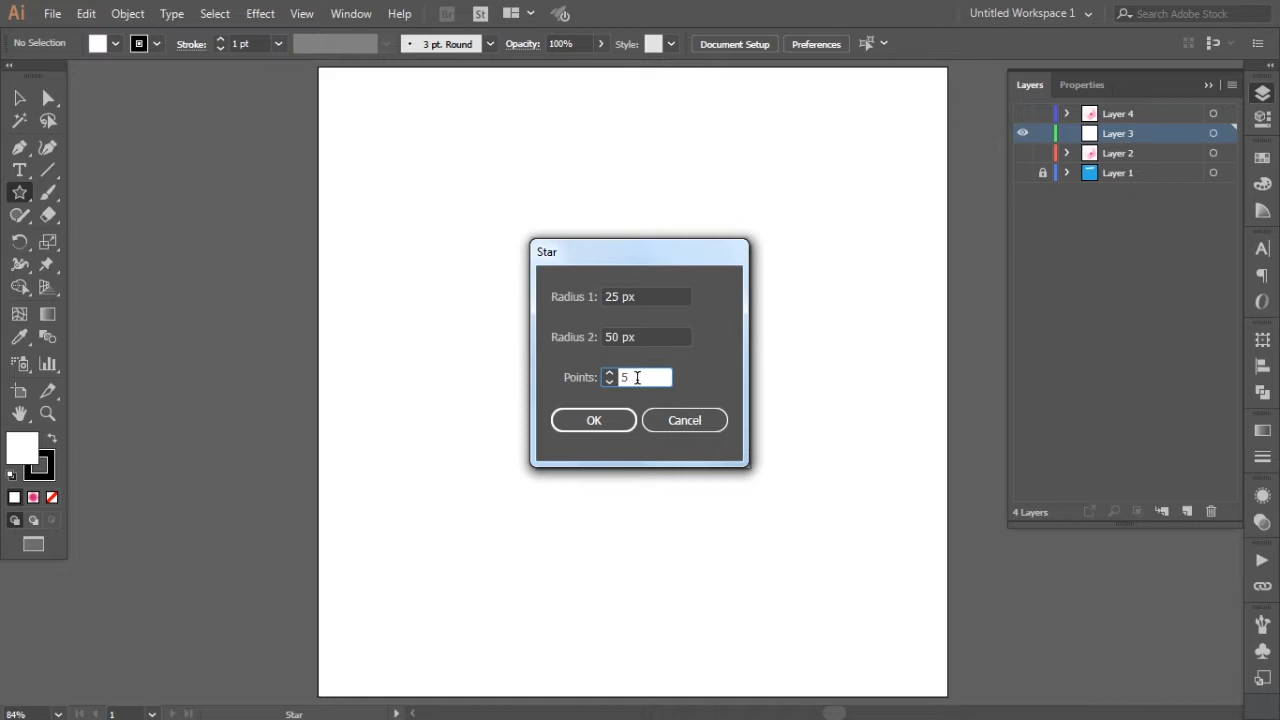 Ai File Edit Object Type Select Effect View Window Help Br St Untitled Workspace 1 Search Adobe Stock
No Selection Stroke: 1 pt 3 pt. Round Opacity: 100% Style: Document Setup Preferences
Layers Properties
Layer 4
Layer 3
Layer 2
Layer 1
Star
Radius 1: 25 px
Radius 2: 50 px
Points: 5
OK Cancel
4 Layers
84% 1 Star